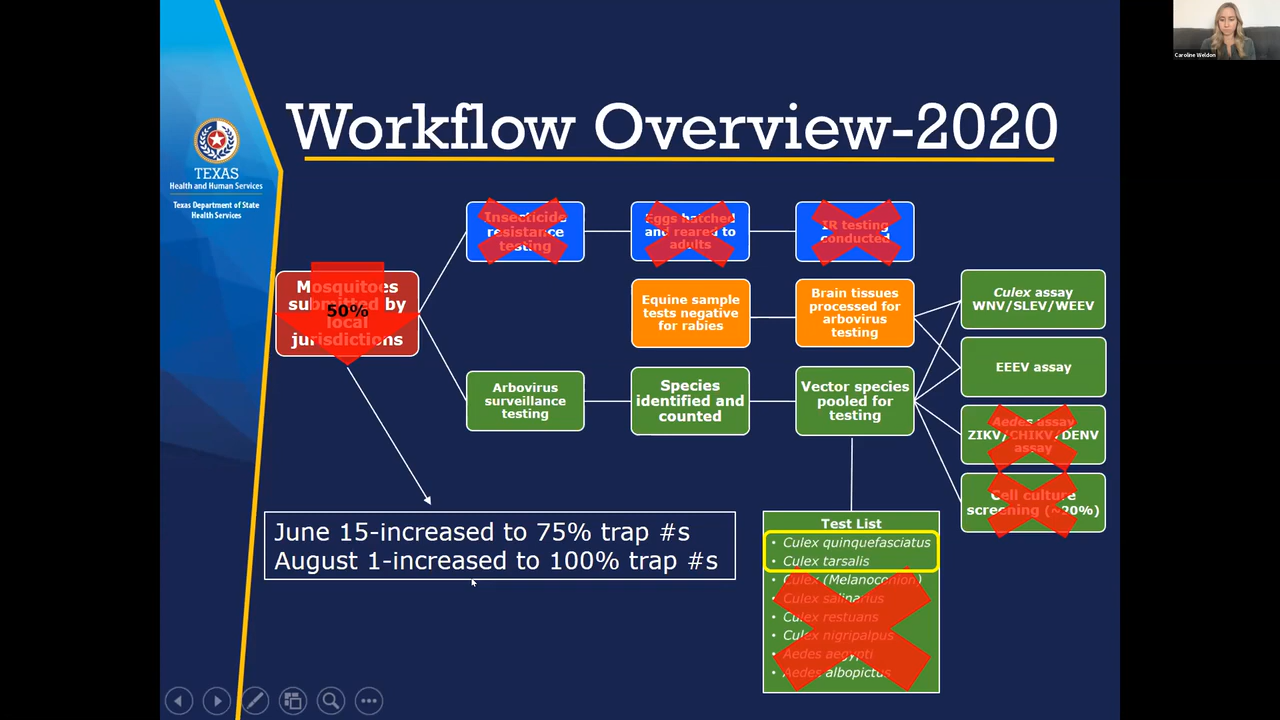 Caroline Weldon
Workflow Overview-2020
TEXAS
Health and Human Services
Texas Department of State
Health Services
Insecticide
resistance
testing
Eggs hatched
and reared to
adults
IR testing
conducted
Mosquitoes
submitted by
local
jurisdictions
50%
Equine sample
tests negative
for rabies
Brain tissues
processed for
arbovirus
testing
Culex assay
WNV/SLEV/WEEV
EEEV assay
Arbovirus
surveillance
testing
Species
identified and
counted
Vector species
pooled for
testing
Aedes assay
ZIKV/CHIKV/DENV
assay
Cell culture
screening (~20%)
June 15-increased to 75% trap #s
August 1-increased to 100% trap #s
Test List
• Culex quinquefasciatus
• Culex tarsalis
• Culex (Melanoconion)
• Culex salinarius
• Culex restuans
• Culex nigripalpus
• Aedes aegypti
• Aedes albopictus